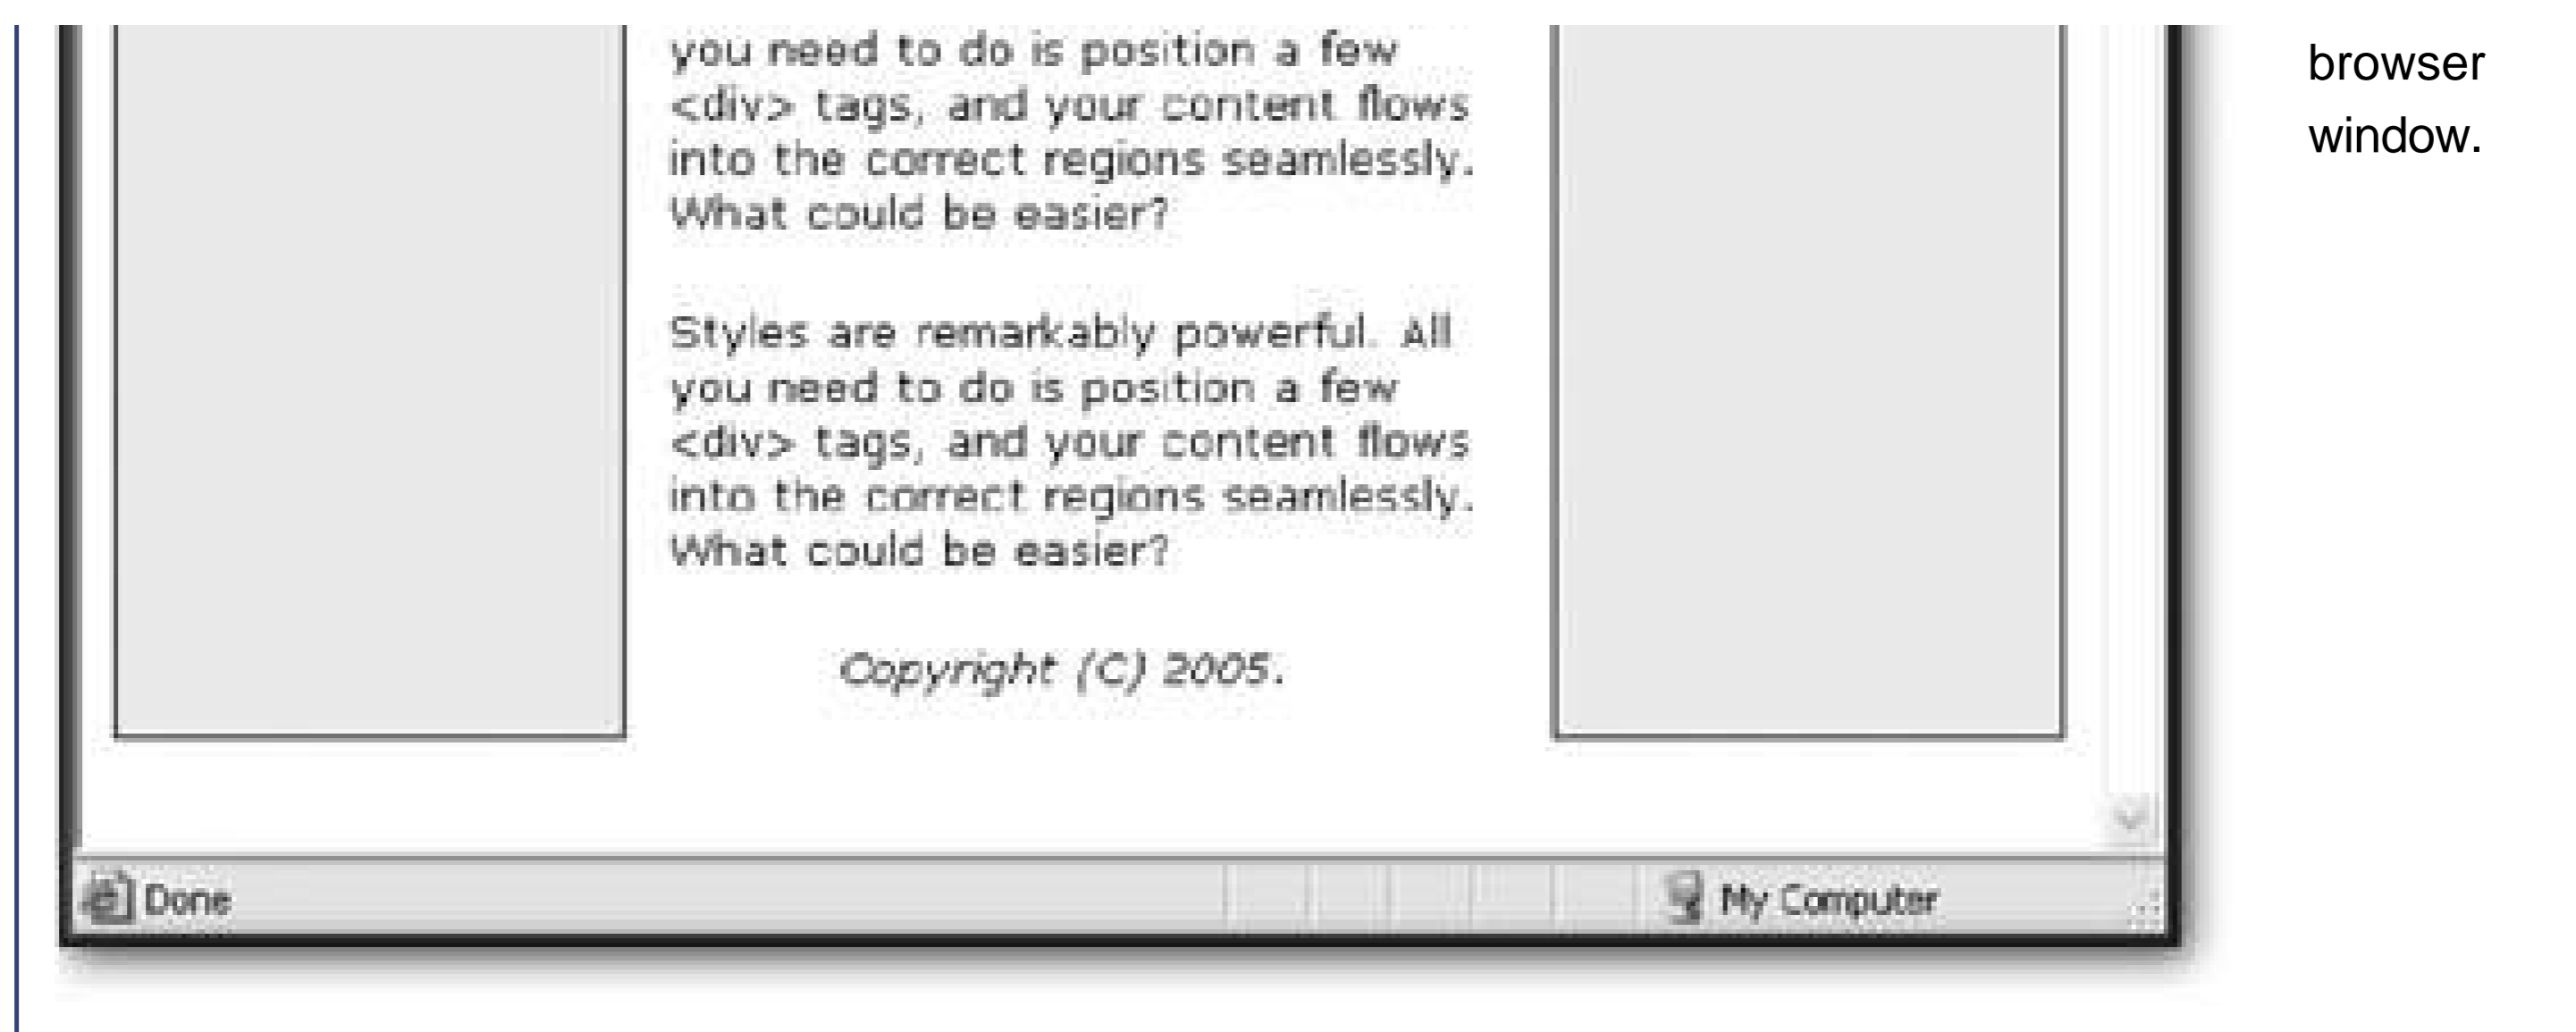 you need to do is position a few
<div> tags, and your content flows
into the correct regions seamlessly.
What could be easier?
Styles are remarkably powerful. All
you need to do is position a few
<div> tags, and your content flows
into the correct regions seamlessly.
What could be easier?
Copyright (C) 2005.
Done
My Computer
browser
window.